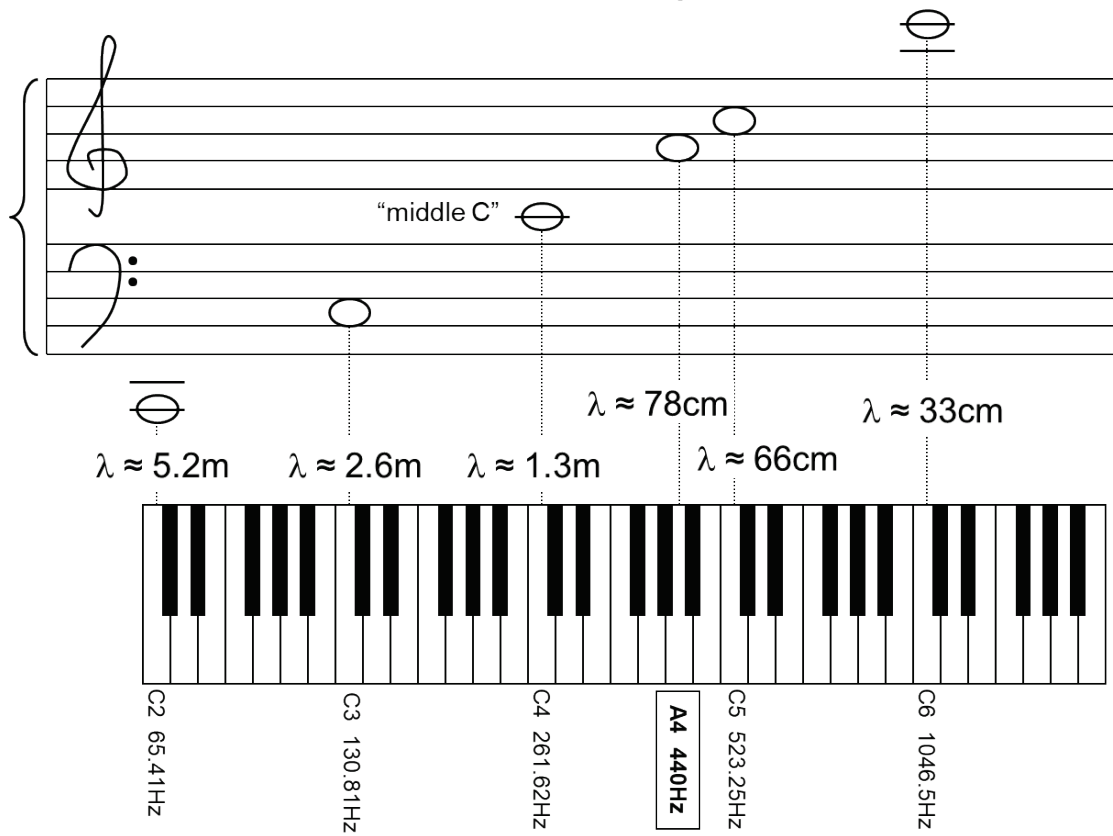 “middle C”
λ ≈ 78cm
λ ≈ 33cm
λ ≈ 5.2m
λ ≈ 2.6m
λ ≈ 1.3m
λ ≈ 66cm
C2 65.41Hz
C3 130.81Hz
C4 261.62Hz
A4 440Hz
C5 523.25Hz
C6 1046.5Hz